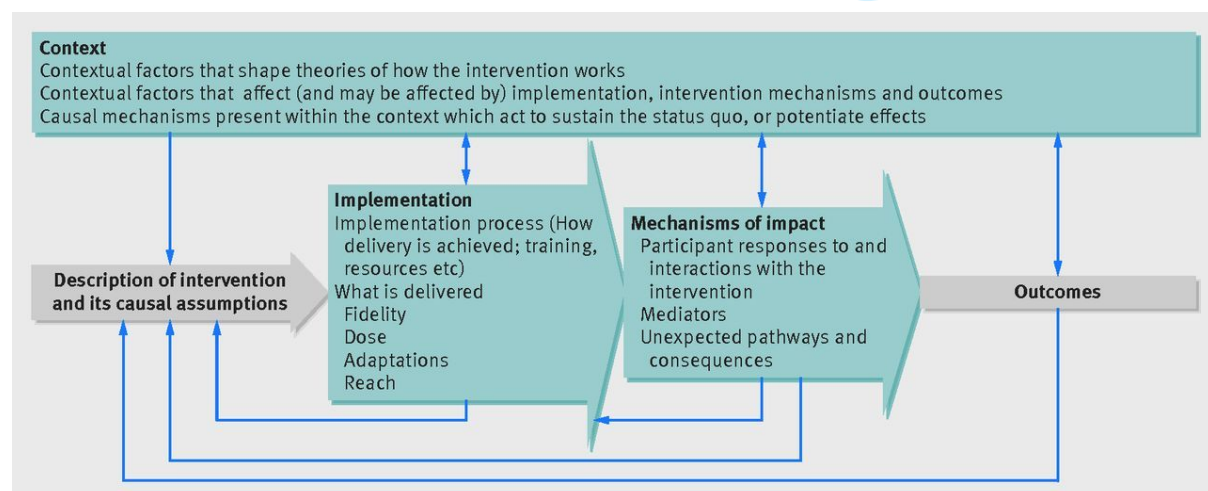 Context
Contextual factors that shape theories of how the intervention works
Contextual factors that affect (and may be affected by) implementation, intervention mechanisms and outcomes
Causal mechanisms present within the context which act to sustain the status quo, or potentiate effects
Description of intervention
and its causal assumptions
Implementation
Implementation process (How
delivery is achieved; training,
resources etc)
What is delivered
Fidelity
Dose
Adaptations
Reach
Mechanisms of impact
Participant responses to and
interactions with the
intervention
Mediators
Unexpected pathways and
consequences
Outcomes